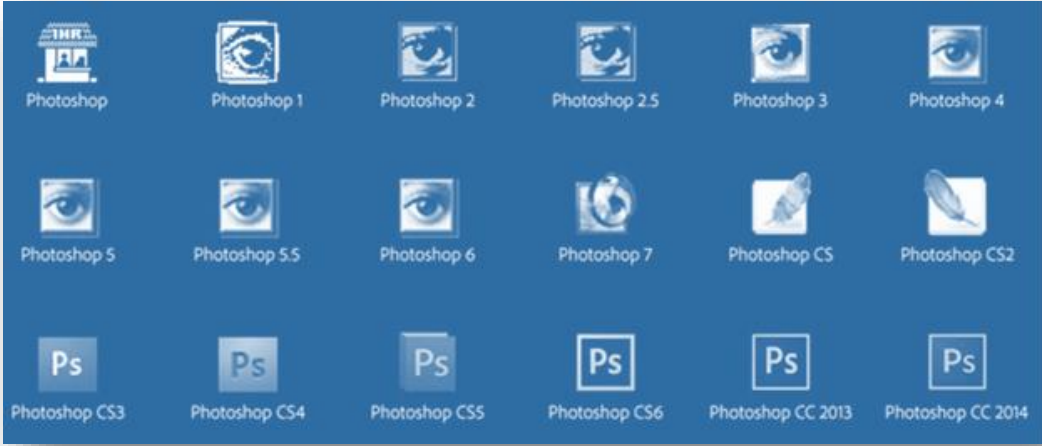 1HR
Photoshop
Photoshop 1
Photoshop 2
Photoshop 2.5
Photoshop 3
Photoshop 4
Photoshop 5
Photoshop 5.5
Photoshop 6
Photoshop 7
Photoshop CS
Photoshop CS2
Ps
Ps
Ps
Ps
Ps
Ps
Photoshop CS3
Photoshop CS4
Photoshop CS5
Photoshop CS6
Photoshop CC 2013
Photoshop CC 2014